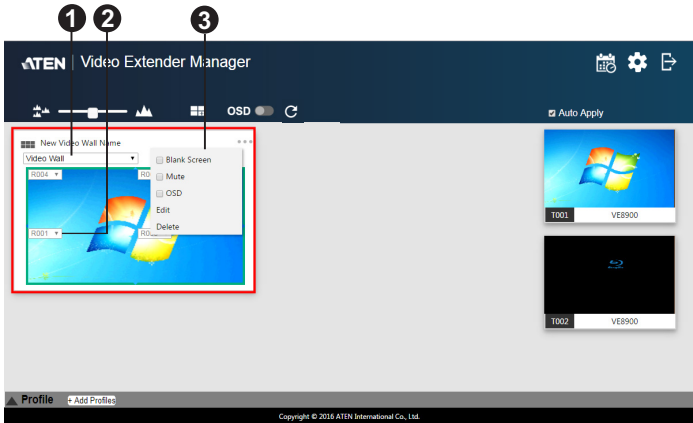 1 2 3
ATEN | Video Extender Manager
OSD
Auto Apply
New Video Wall Name
Video Wall
Blank Screen
R004
Mute
OSD
Edit
R001
Delete
T001 VE8900
T002 VE8900
Profile + Add Profiles
Copyright © 2016 ATEN International Co., Ltd.